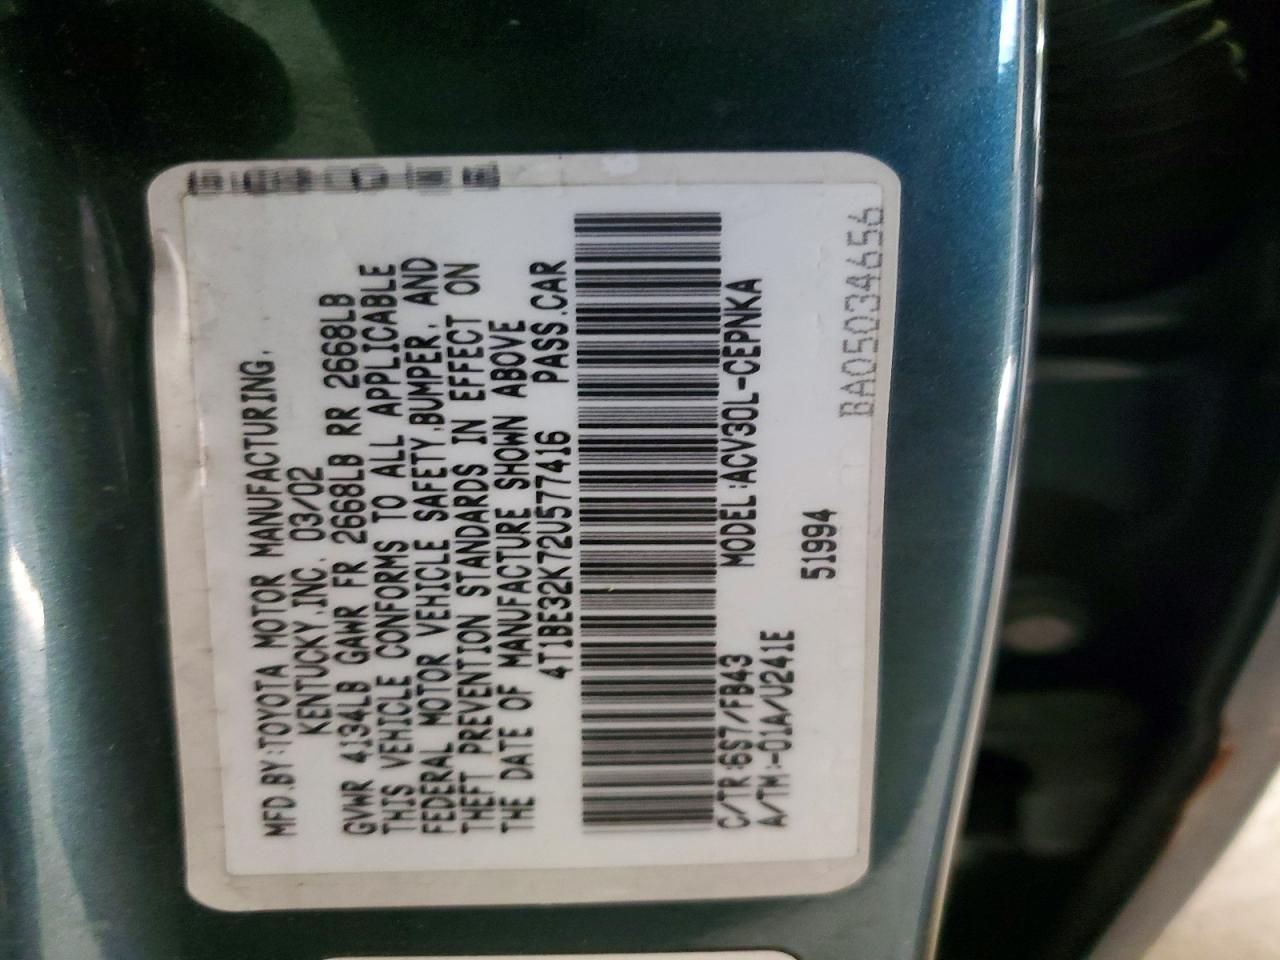 MFD.BY:TOYOTA MOTOR MANUFACTURING,
KENTUCKY,INC. 03/02
GVWR 4134LB GAWR FR 2668LB RR 2668LB
THIS VEHICLE CONFORMS TO ALL APPLICABLE
FEDERAL MOTOR VEHICLE SAFETY,BUMPER, AND
THEFT PREVENTION STANDARDS IN EFFECT ON
THE DATE OF MANUFACTURE SHOWN ABOVE
4T1BE32K72U577416 PASS.CAR
C/TR:6S7/FB43 MODEL:ACV30L-CEPNKA
A/TM:-01A/U241E
51994
BA05034656